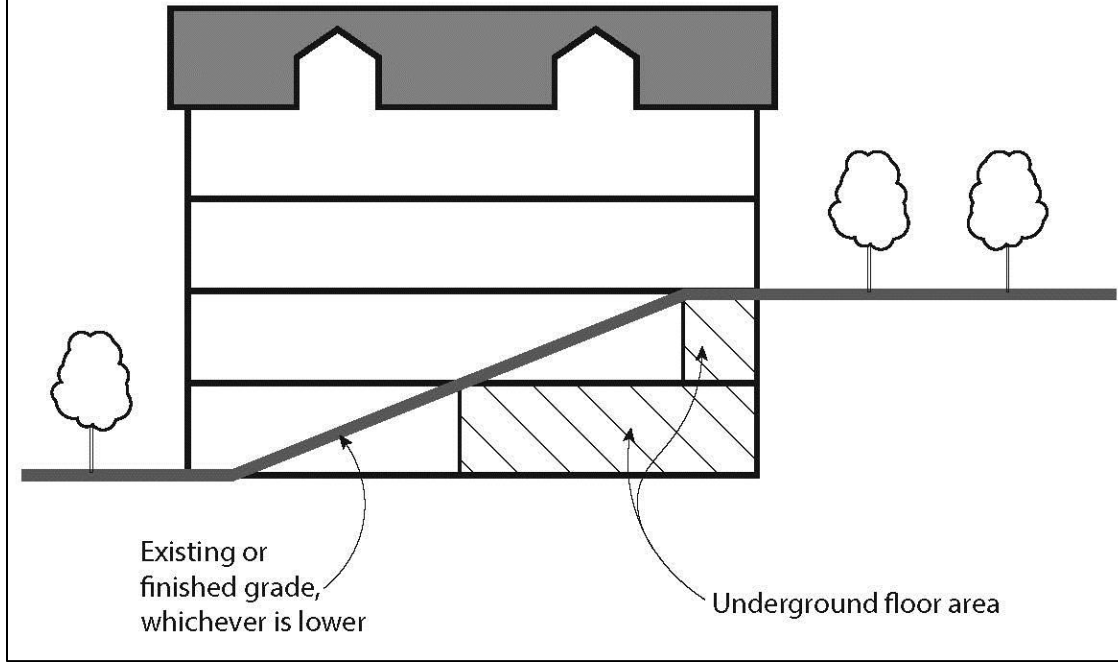 Existing or
finished grade,
whichever is lower
Underground floor area